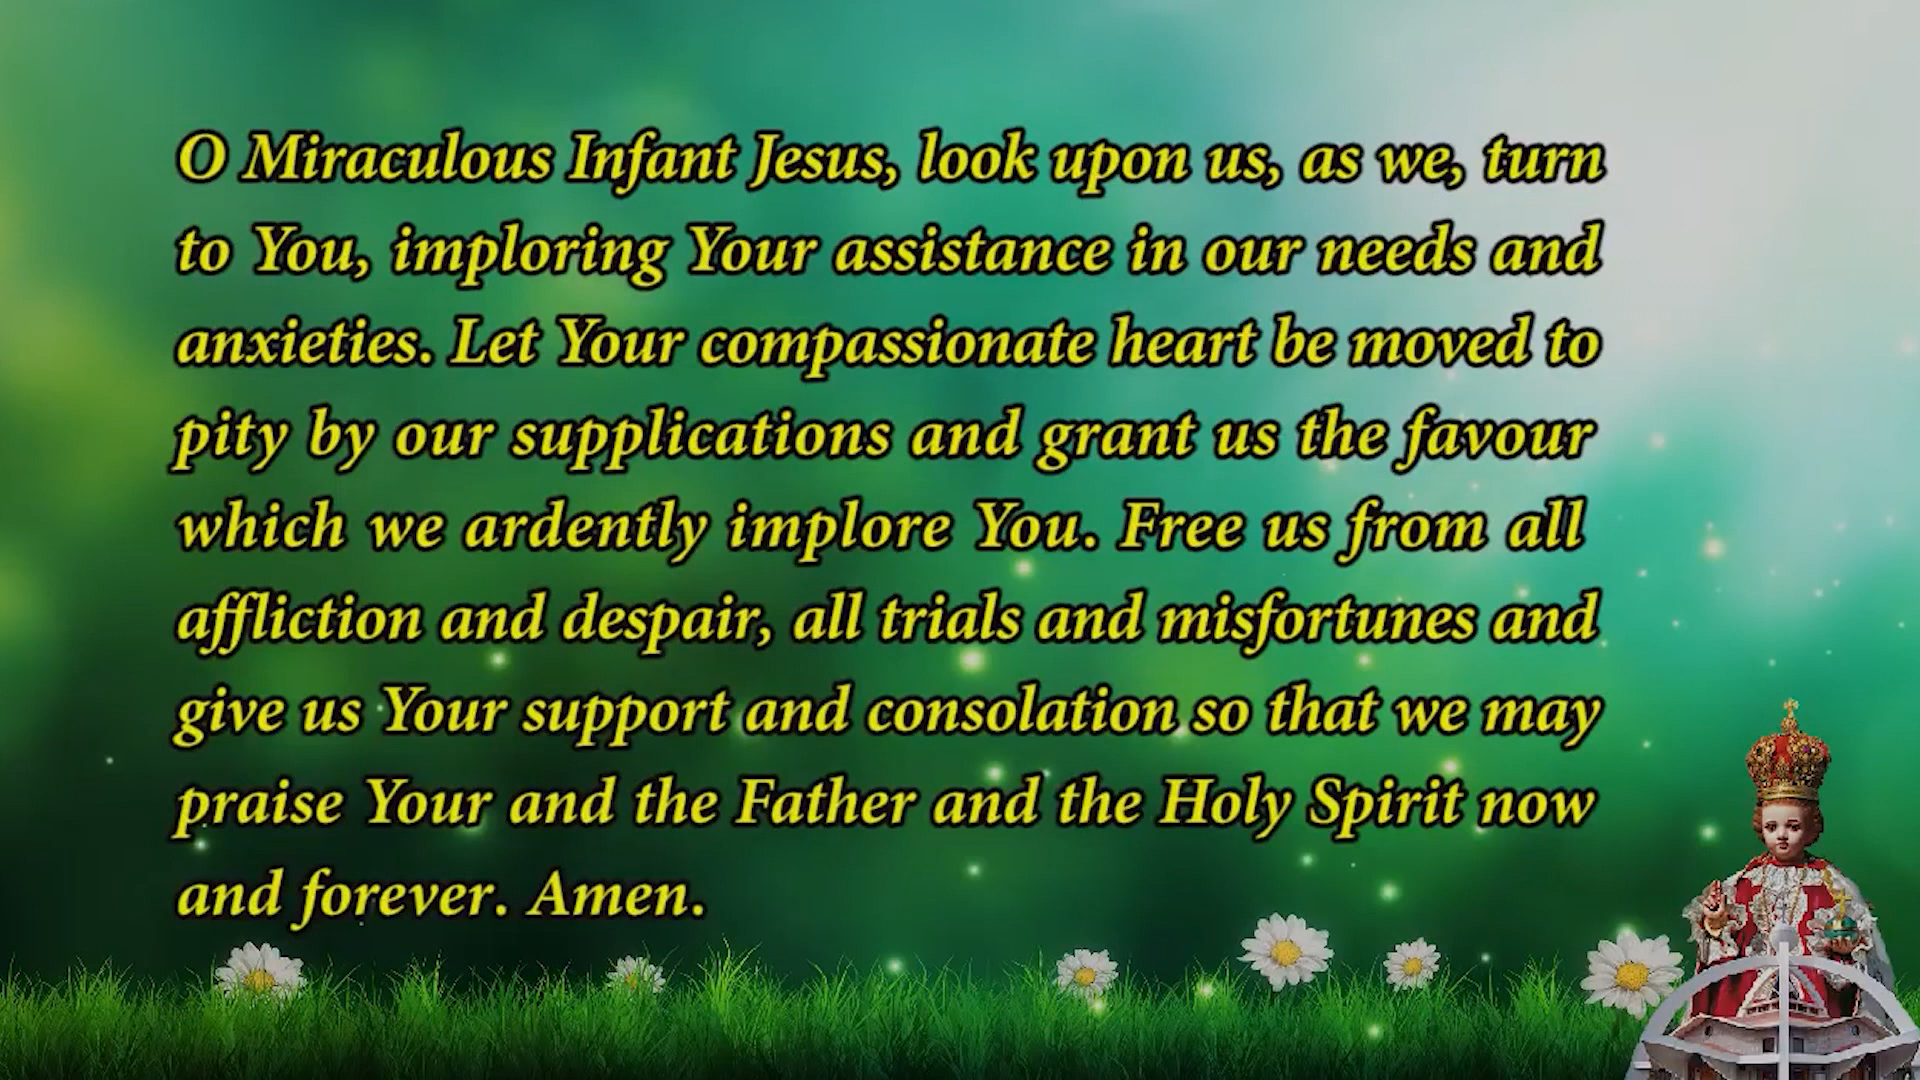 O Miraculous Infant Jesus, look upon us, as we, turn
to You, imploring Your assistance in our needs and
anxieties. Let Your compassionate heart be moved to
pity by our supplications and grant us the favour
which we ardently implore You. Free us from all
affliction and despair, all trials and misfortunes and
give us Your support and consolation so that we may
praise Your and the Father and the Holy Spirit now
and forever. Amen.